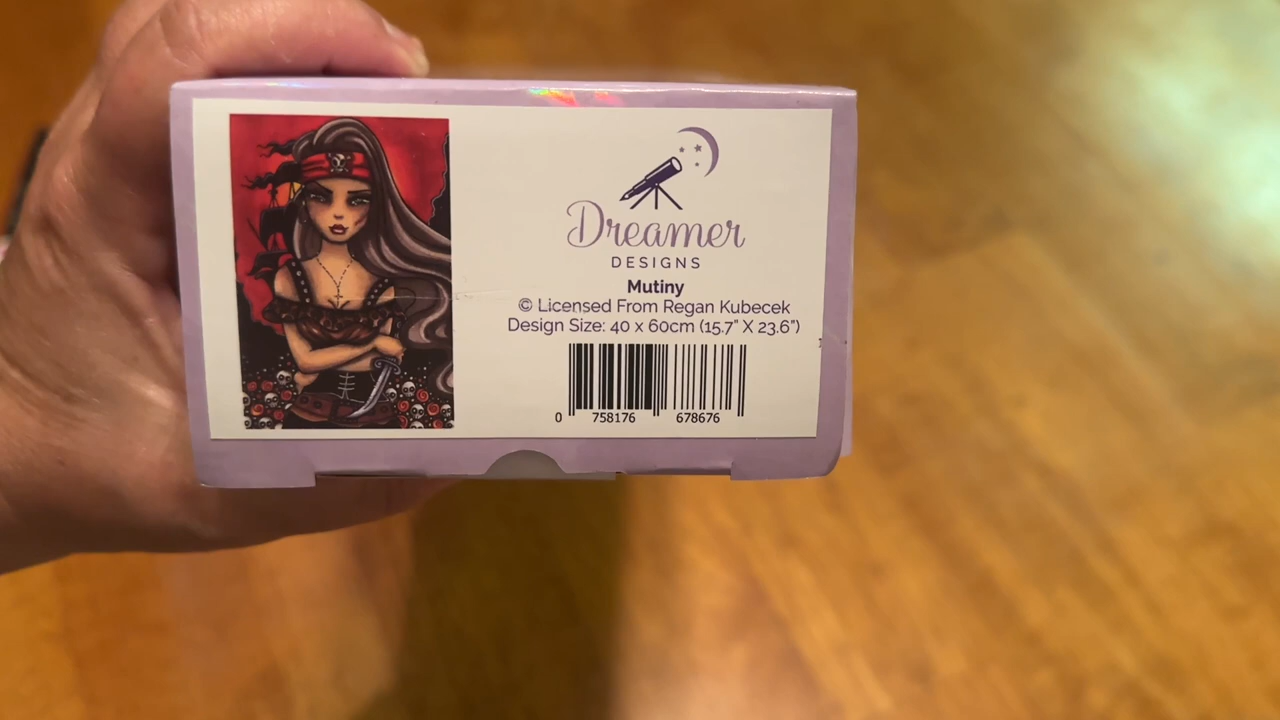 Dreamer
DESIGNS
Mutiny
© Licensed From Regan Kubecek
Design Size: 40 x 60cm (15.7" X 23.6")
0 758176 678676